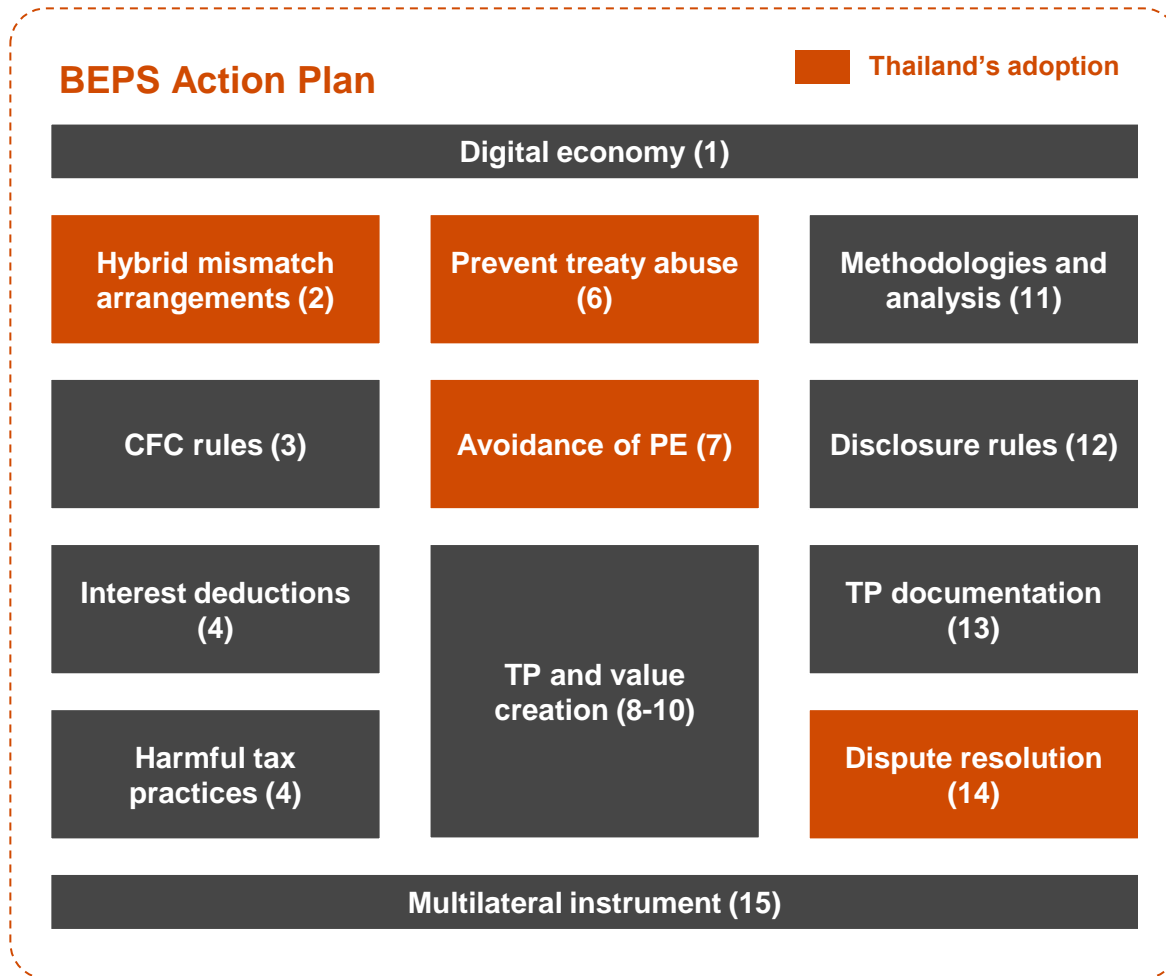 BEPS Action Plan
Thailand's adoption
Digital economy (1)
Hybrid mismatch
arrangements (2)
Prevent treaty abuse
(6)
Methodologies and
analysis (11)
CFC rules (3)
Avoidance of PE (7)
Disclosure rules (12)
Interest deductions
(4)
TP and value
creation (8-10)
TP documentation
(13)
Harmful tax
practices (4)
Dispute resolution
(14)
Multilateral instrument (15)